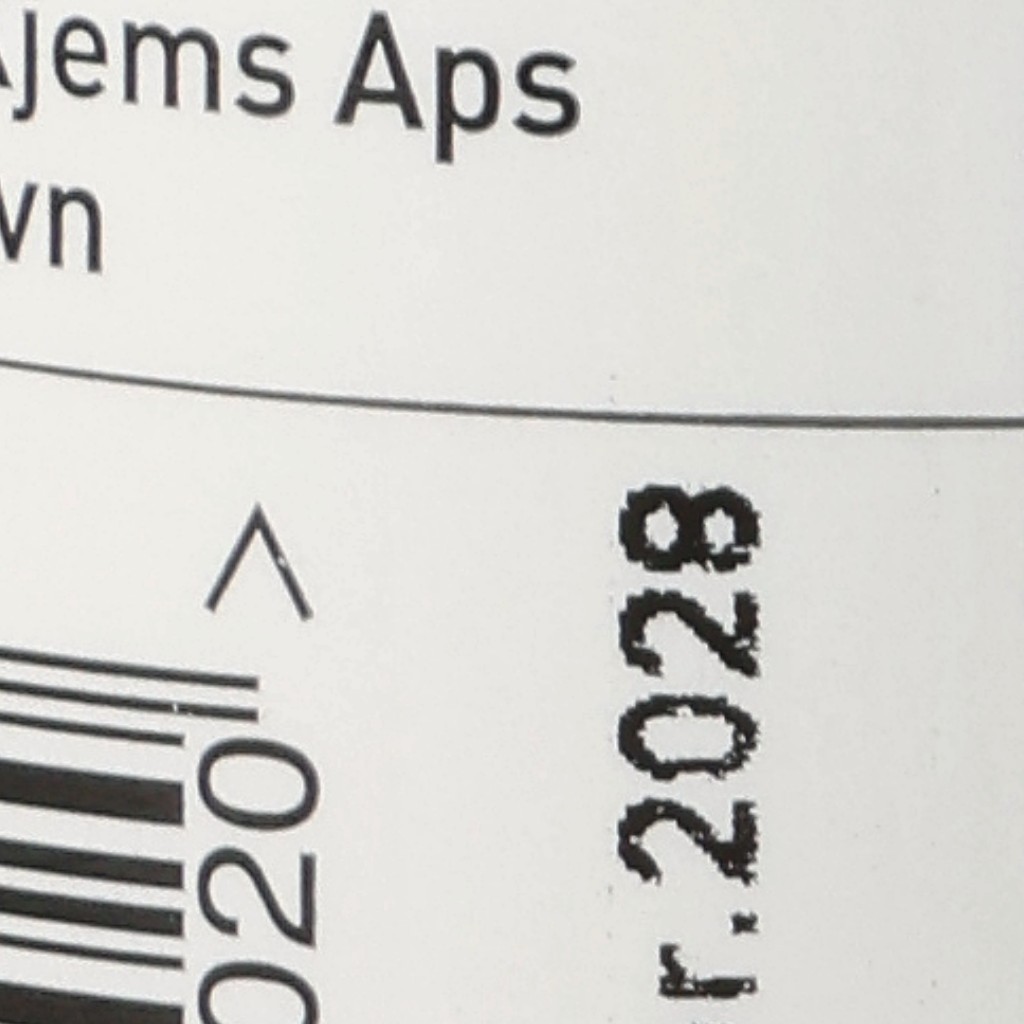 Ajems Aps
vn
020 >
r.2028